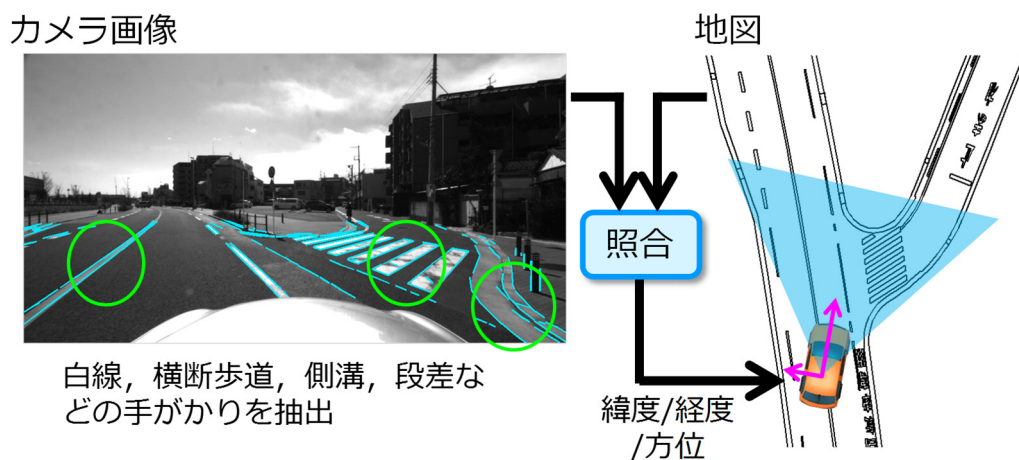 カメラ画像
地図
照合
白線，横断歩道，側溝，段差な
どの手がかりを抽出
緯度/経度
/方位